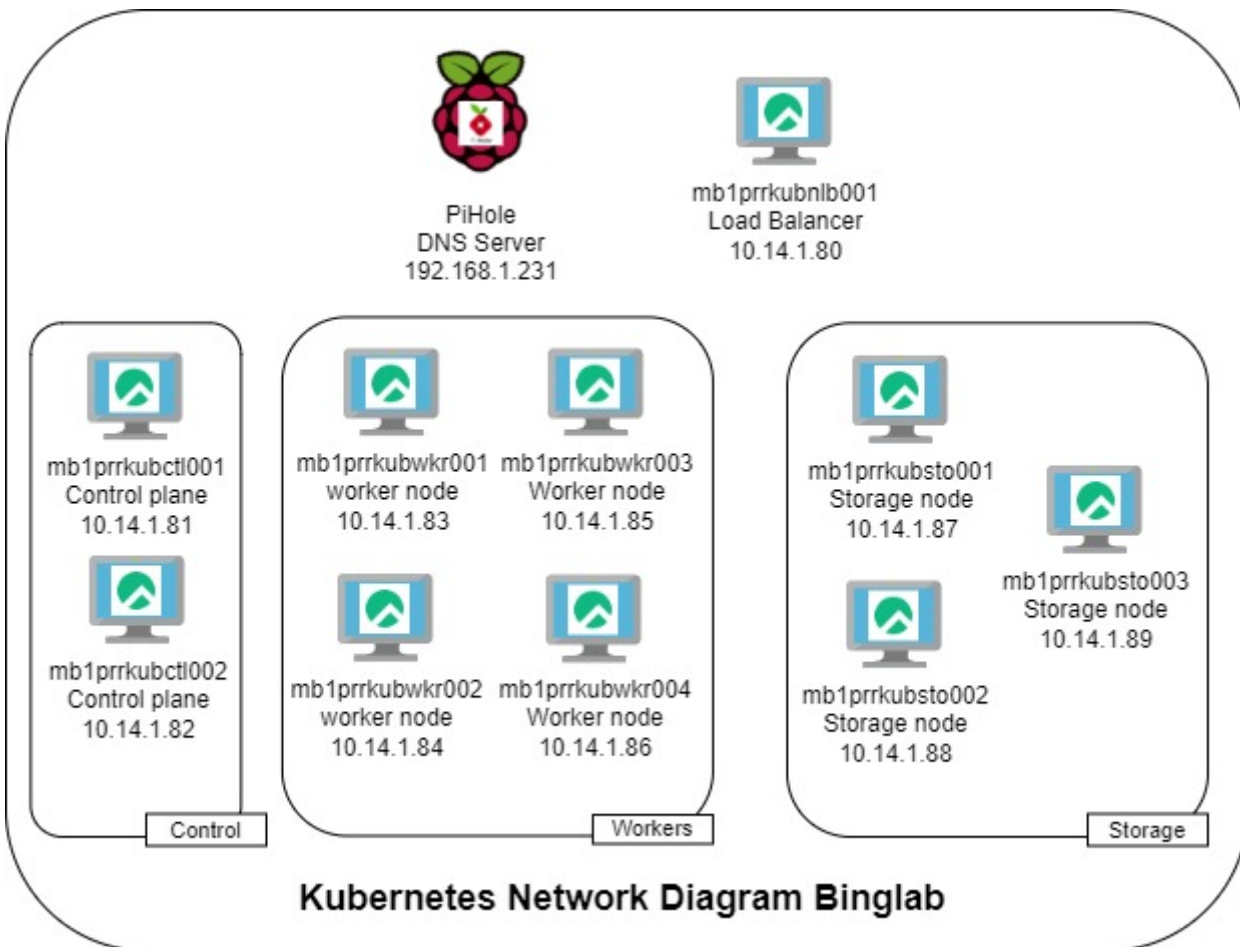 PiHole
DNS Server
192.168.1.231
mb1prrkubnlb001
Load Balancer
10.14.1.80
mb1prrkubctl001
Control plane
10.14.1.81
mb1prrkubctl002
Control plane
10.14.1.82
Control
mb1prrkubwkr001
worker node
10.14.1.83
mb1prrkubwkr003
Worker node
10.14.1.85
mb1prrkubwkr002
worker node
10.14.1.84
mb1prrkubwkr004
Worker node
10.14.1.86
Workers
mb1prrkubsto001
Storage node
10.14.1.87
mb1prrkubsto003
Storage node
10.14.1.89
mb1prrkubsto002
Storage node
10.14.1.88
Storage
Kubernetes Network Diagram Binglab